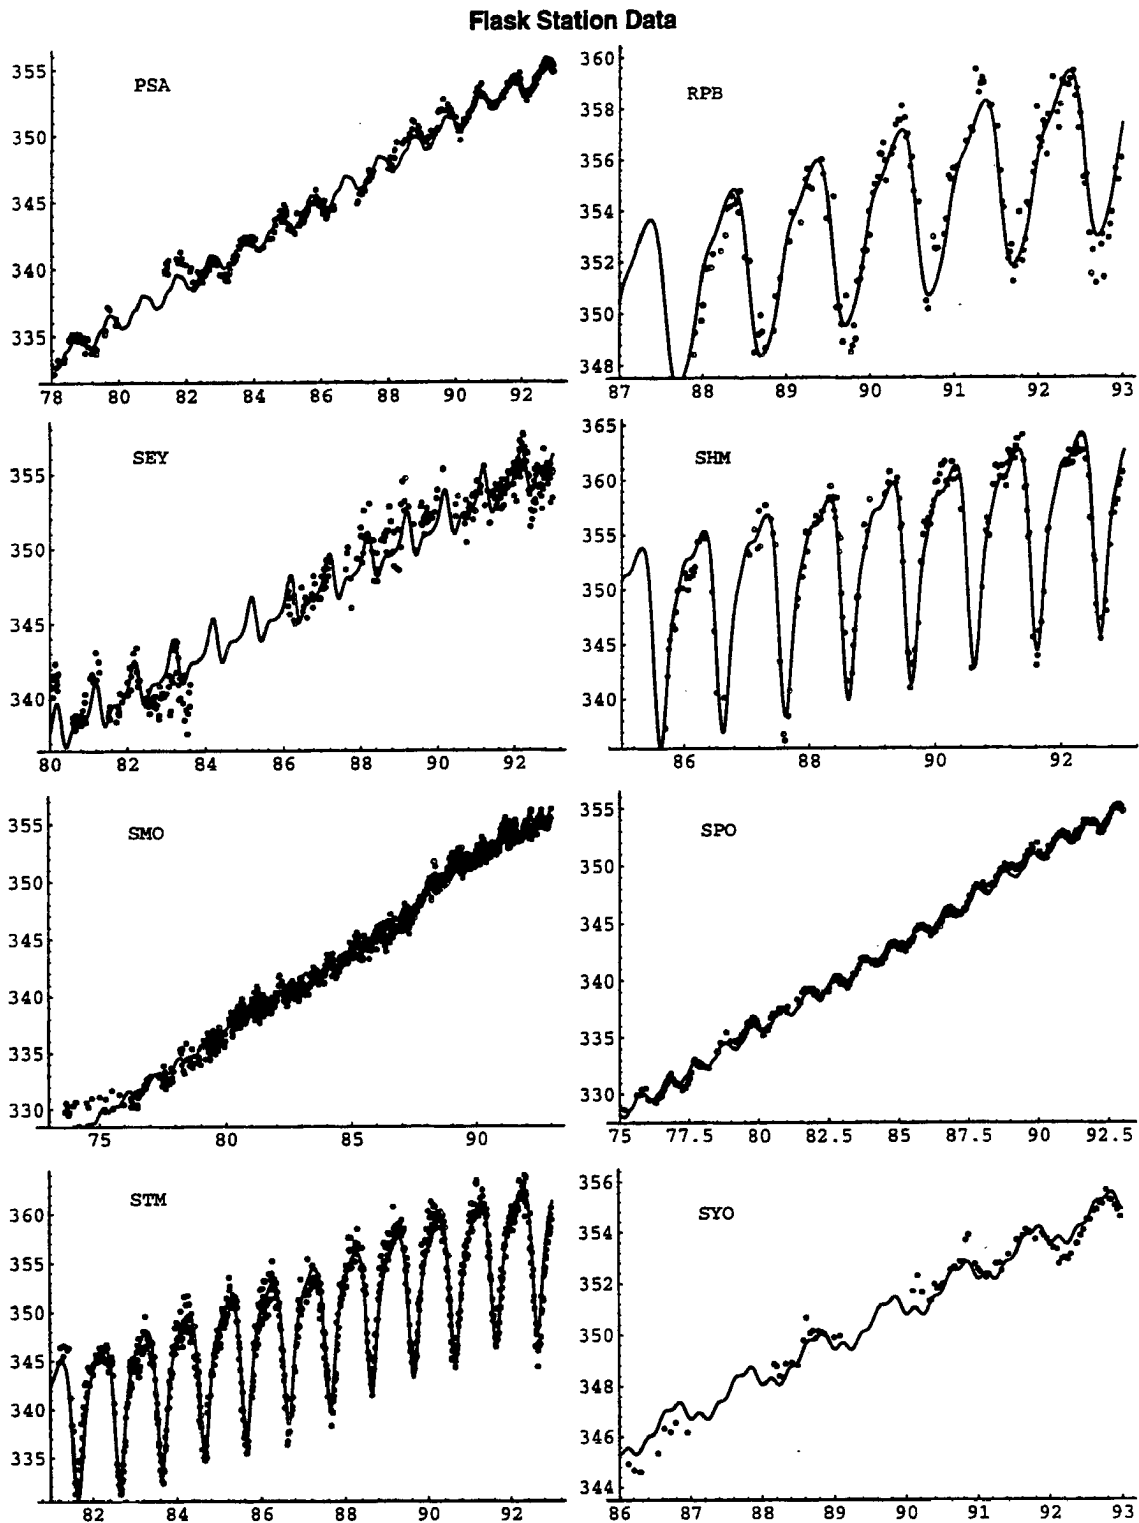 Flask Station Data
PSA
355
350
345
340
335
78 80 82 84 86 88 90 92
RPB
360
358
356
354
352
350
348
87 88 89 90 91 92 93
SEY
355
350
345
340
80 82 84 86 88 90 92
SHM
365
360
355
350
345
340
86 88 90 92
SMO
355
350
345
340
335
330
75 80 85 90
SPO
355
350
345
340
335
330
75 77.5 80 82.5 85 87.5 90 92.5
STM
360
355
350
345
340
335
82 84 86 88 90 92
SYO
356
354
352
350
348
346
344
86 87 88 89 90 91 92 93